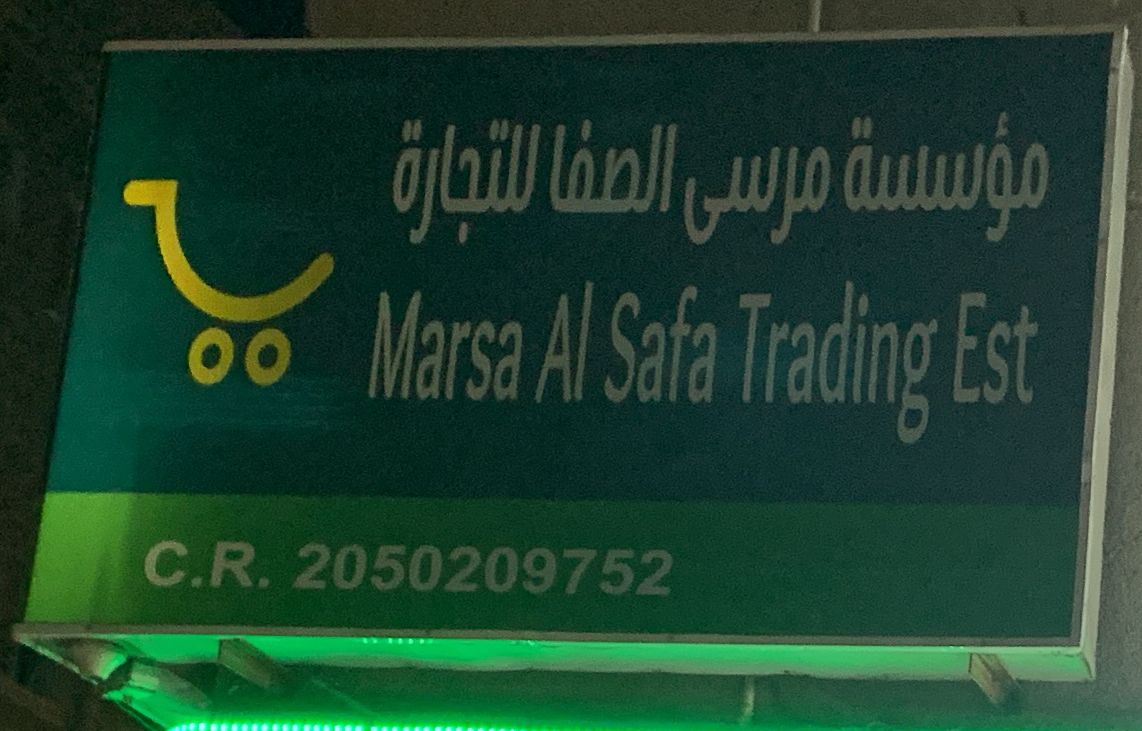 مؤسسة مرسى الصفا للتجارة
Marsa Al Safa Trading Est
C.R. 2050209752